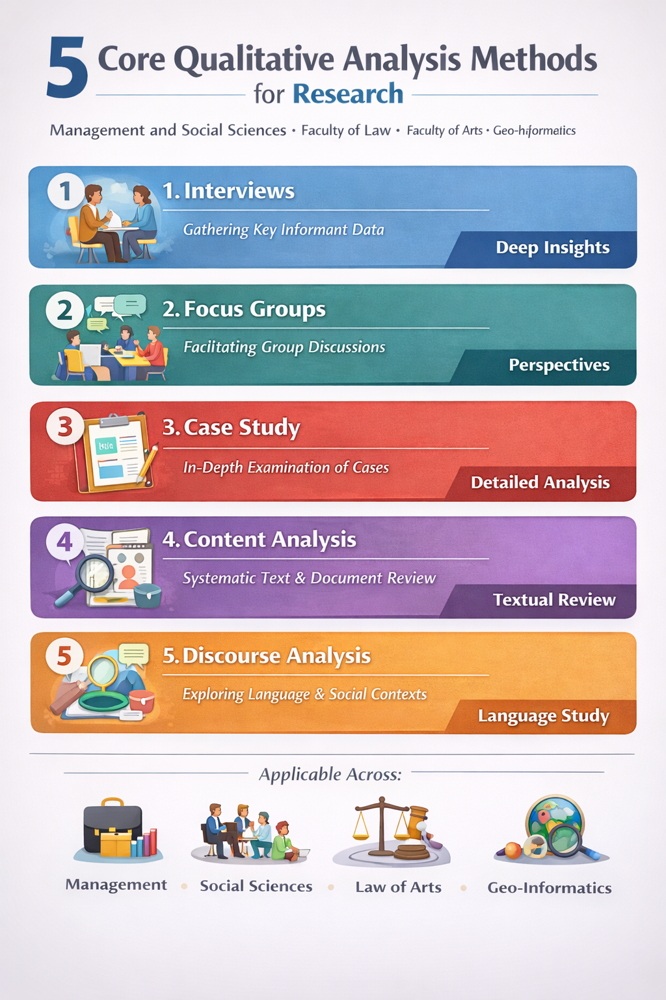 5 Core Qualitative Analysis Methods
for Research
Management and Social Sciences • Faculty of Law • Faculty of Arts •
1
1. Interviews
Gathering Key Informant Data
Deep Insights
2
2. Focus Groups
Faciitating Group Discussions
Perspectives
3
3. Case Study
In-Depth Examination of Cases
Detailed Analysis
4
4. Content Analysis
Systematic Text & Document Review
Textual Review
5
5. Discourse Analysis
Exploring Language & Social Contexts
Language Study
Applicable Across:
Management • Social Sciences • Law of Arts • Geo-Informatics